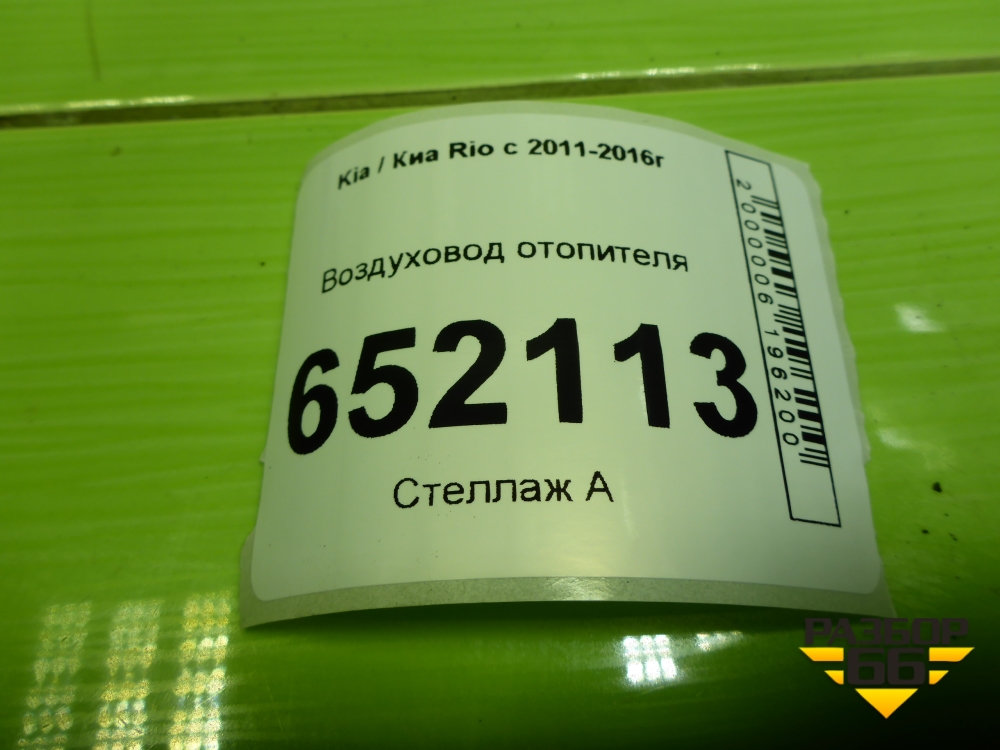 Kia / Киа Rio с 2011-2016г
Воздуховод отопителя
652113
Стеллаж А
2000006196200
РАЗБОР
66